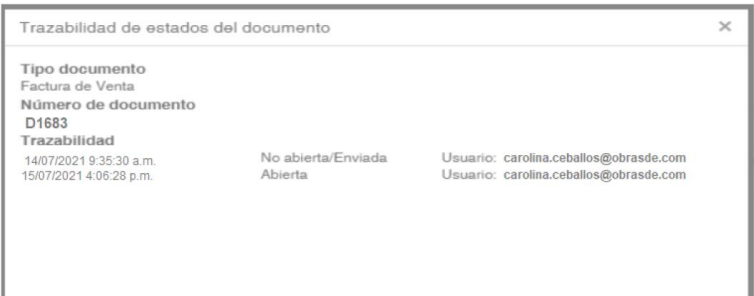 Trazabilidad de estados del documento ×
Tipo documento
Factura de Venta
Número de documento
D1683
Trazabilidad
14/07/2021 9:35:30 a.m. No abierta/Enviada Usuario: carolina.ceballos@obrasde.com
15/07/2021 4:06:28 p.m. Abierta Usuario: carolina.ceballos@obrasde.com